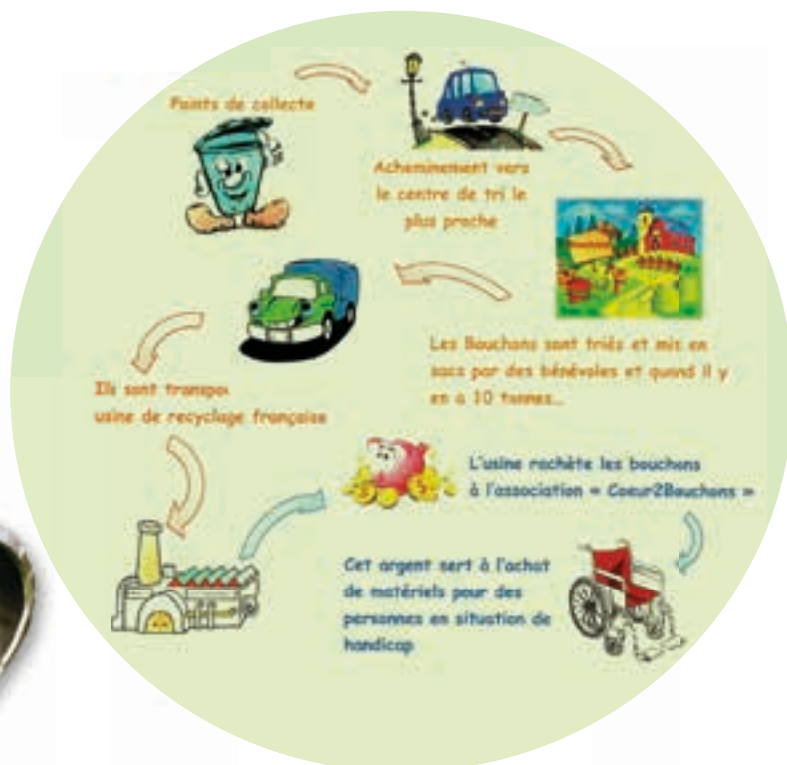 Points de collecte
Acheminement vers
le centre de tri le
plus proche
Les Bouchons sont triés et mis en
sacs par des bénévoles et quand il y
en a 10 tonnes...
Ils sont
usine de recyclage française
L'usine rachète les bouchons
à l'association « Coeur2Bouchons »
Cet argent sert à l'achat
de matériels pour des
personnes en situation de
handicap